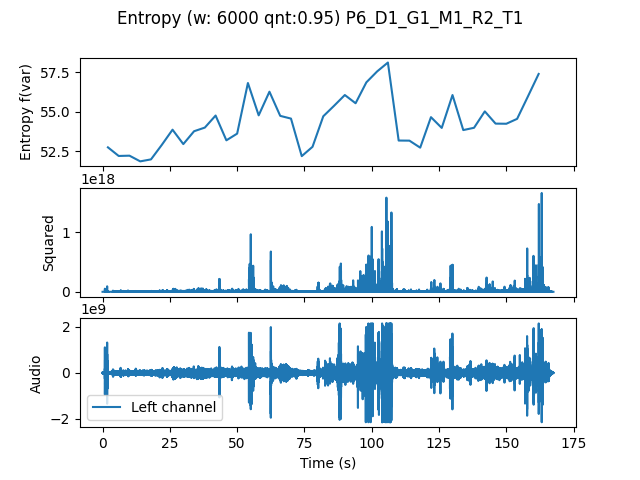 Entropy (w: 6000 qnt:0.95) P6_D1_G1_M1_R2_T1
Entropy f(var)
57.5
55.0
52.5
1e18
Squared
1
0
1e9
Audio
2
0
−2
Left channel
0 25 50 75 100 125 150 175
Time (s)